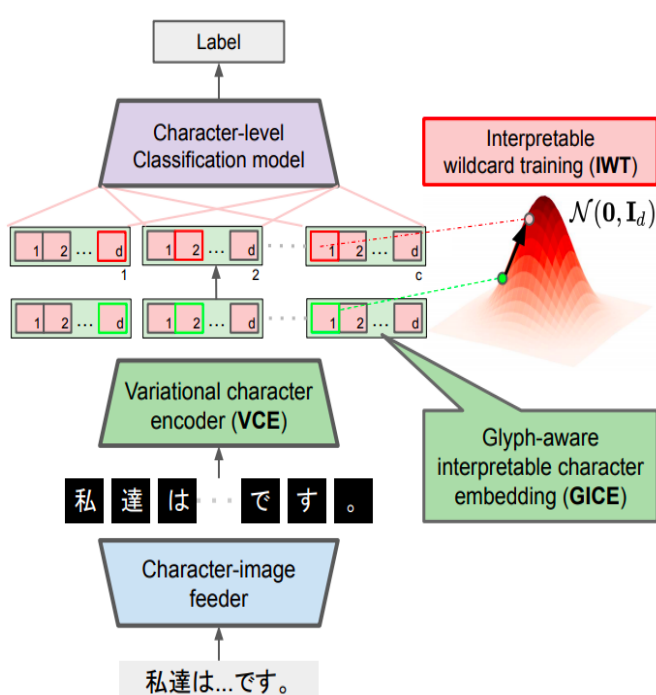 Label
Character-level
Classification model
Interpretable
wildcard training (IWT)
𝒩(0, I_d)
1 2 ... d
1
1 2 ... d
2
1 2 ... d
c
1 2 ... d
1 2 ... d
1 2 ... d
Variational character
encoder (VCE)
Glyph-aware
interpretable character
embedding (GICE)
私 達 は ... で す 。
Character-image
feeder
私達は...です。